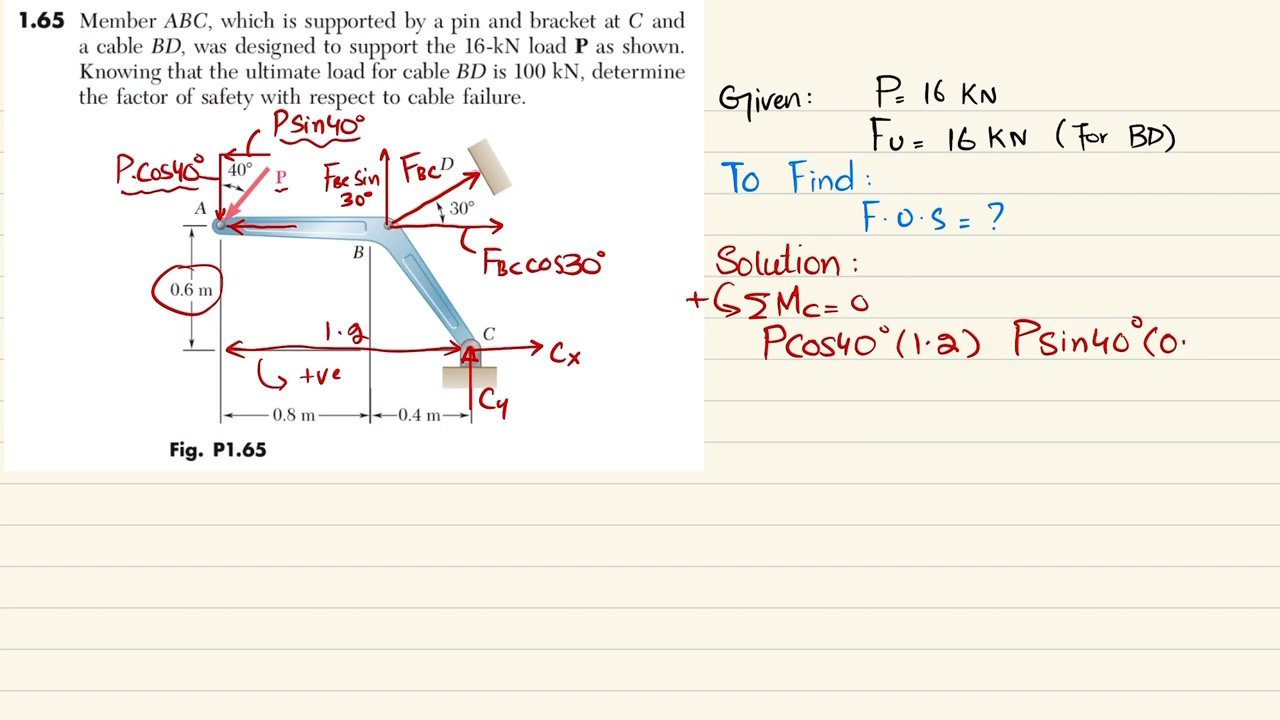 1.65 Member ABC, which is supported by a pin and bracket at C and
a cable BD, was designed to support the 16-kN load P as shown.
Knowing that the ultimate load for cable BD is 100 kN, determine
the factor of safety with respect to cable failure.
Psin40°
P.cos40°
40°
P
FBC sin
30°
FBC
D
A
30°
B
FBC cos30°
0.6 m
1.2
C
Cx
+ve
Cy
0.8 m
0.4 m
Fig. P1.65
Given: P= 16 KN
FU= 16 KN (For BD)
To Find:
F.O.S = ?
Solution:
+↺ΣMC=0
Pcos40°(1.2) Psin40°(0.